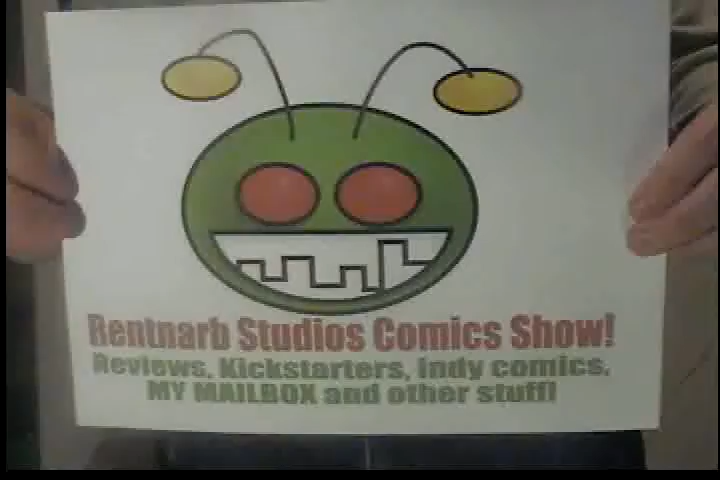 Rentnarb Studios Comics Show!
Reviews, Kickstarters, Indy comics,
MY MAILBOX and other stuff!